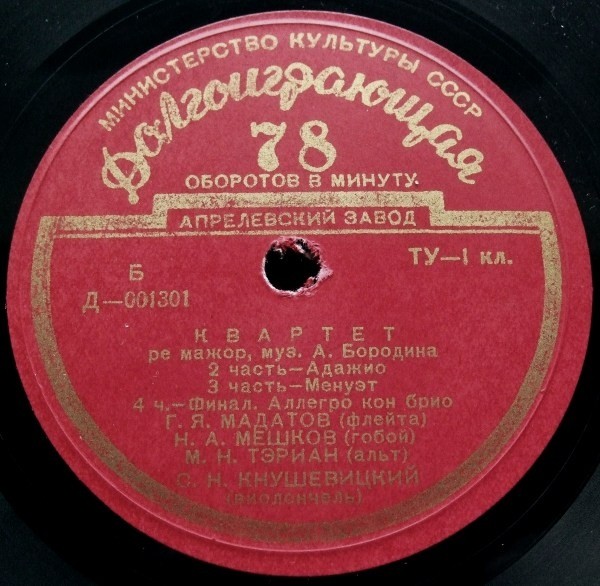 МИНИСТЕРСТВО КУЛЬТУРЫ СССР
Долгоиграющая
78
ОБОРОТОВ В МИНУТУ.
АПРЕЛЕВСКИЙ ЗАВОД
Б
ТУ—1 кл.
Д—001301
КВАРТЕТ
ре мажор, муз. А. Бородина
2 часть—Адажио
3 часть—Менуэт
4 ч.—Финал. Аллегро кон брио
Г. Я. МАДАТОВ (флейта)
Н. А. МЕШКОВ (гобой)
М. Н. ТЭРИАН (альт)
С. Н. КНУШЕВИЦКИЙ
(виолончель)